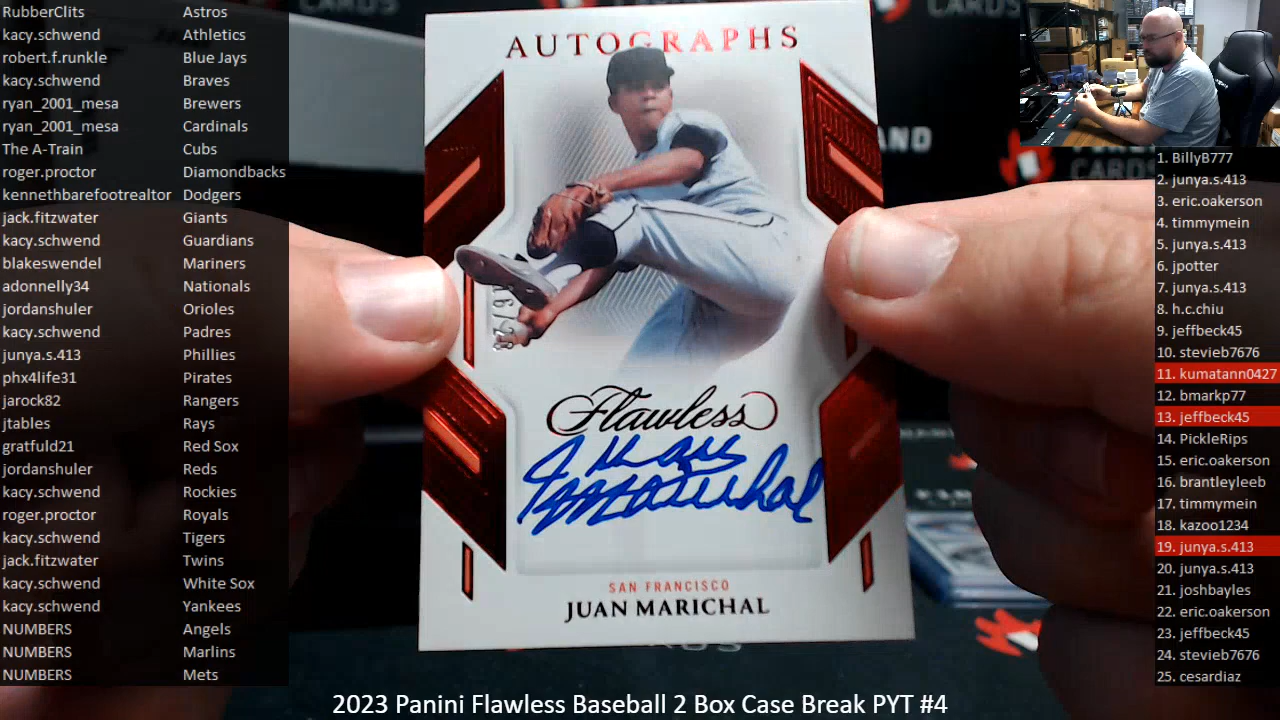 RubberClits Astros
kacy.schwend Athletics
robert.f.runkle Blue Jays
kacy.schwend Braves
ryan_2001_mesa Brewers
ryan_2001_mesa Cardinals
The A-Train Cubs
roger.proctor Diamondbacks
kennethbarefootrealtor Dodgers
jack.fitzwater Giants
kacy.schwend Guardians
blakeswendel Mariners
adonnelly34 Nationals
jordanshuler Orioles
kacy.schwend Padres
junya.s.413 Phillies
phx4life31 Pirates
jarock82 Rangers
jtables Rays
gratfuld21 Red Sox
jordanshuler Reds
kacy.schwend Rockies
roger.proctor Royals
kacy.schwend Tigers
jack.fitzwater Twins
kacy.schwend White Sox
kacy.schwend Yankees
NUMBERS Angels
NUMBERS Marlins
NUMBERS Mets
AUTOGRAPHS
Flawless
Juan Marichal
SAN FRANCISCO
JUAN MARICHAL
CARDS
CARDS
1. BillyB777
2. junya.s.413
3. eric.oakerson
4. timmymein
5. junya.s.413
6. jpotter
7. junya.s.413
8. h.c.chiu
9. jeffbeck45
10. stevieb7676
11. kumatann0427
12. bmarkp77
13. jeffbeck45
14. PickleRips
15. eric.oakerson
16. brantleyleeb
17. timmymein
18. kazoo1234
19. junya.s.413
20. junya.s.413
21. joshbayles
22. eric.oakerson
23. jeffbeck45
24. stevieb7676
25. cesardiaz
2023 Panini Flawless Baseball 2 Box Case Break PYT #4